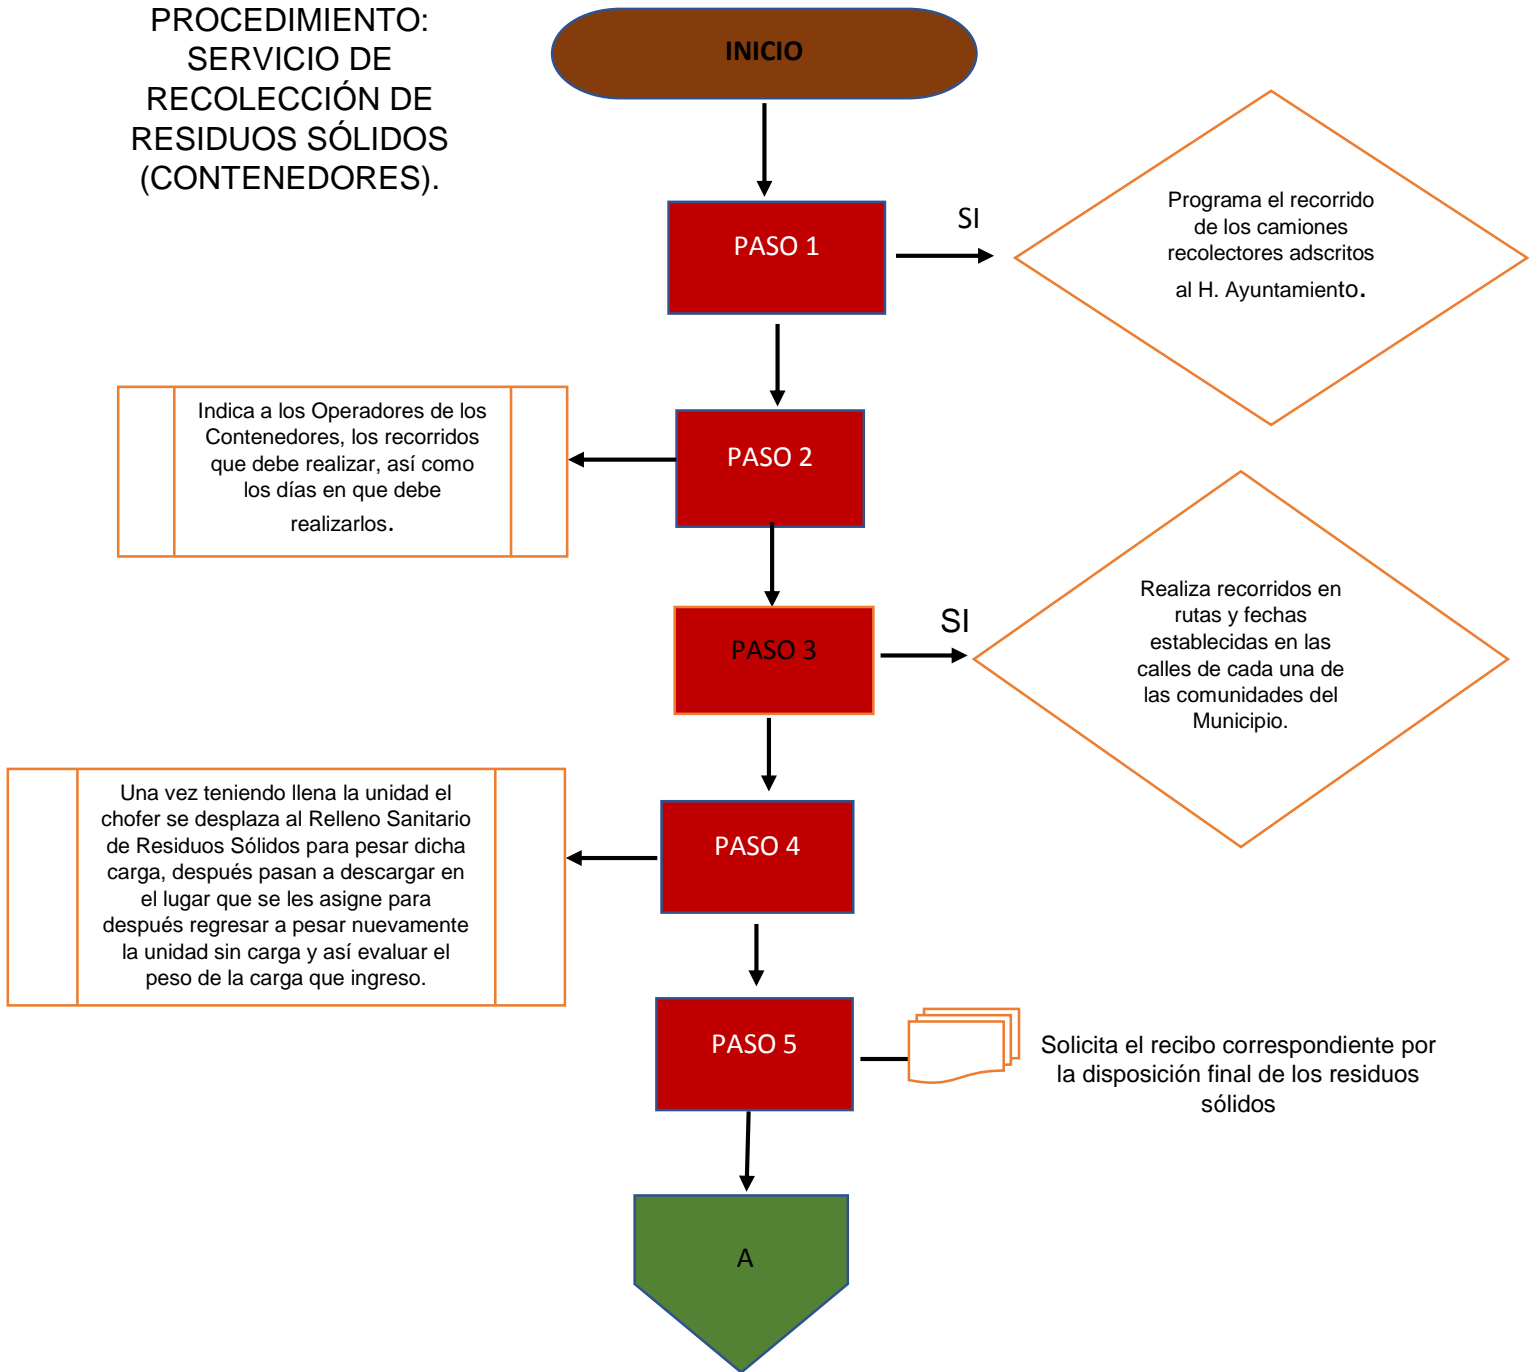 PROCEDIMIENTO:
SERVICIO DE
RECOLECCIÓN DE
RESIDUOS SÓLIDOS
(CONTENEDORES).
INICIO
PASO 1
SI
Programa el recorrido
de los camiones
recolectores adscritos
al H. Ayuntamiento.
PASO 2
Indica a los Operadores de los
Contenedores, los recorridos
que debe realizar, así como
los días en que debe
realizarlos.
PASO 3
SI
Realiza recorridos en
rutas y fechas
establecidas en las
calles de cada una de
las comunidades del
Municipio.
PASO 4
Una vez teniendo llena la unidad el
chofer se desplaza al Relleno Sanitario
de Residuos Sólidos para pesar dicha
carga, después pasan a descargar en
el lugar que se les asigne para
después regresar a pesar nuevamente
la unidad sin carga y así evaluar el
peso de la carga que ingreso.
PASO 5
Solicita el recibo correspondiente por
la disposición final de los residuos
sólidos
A